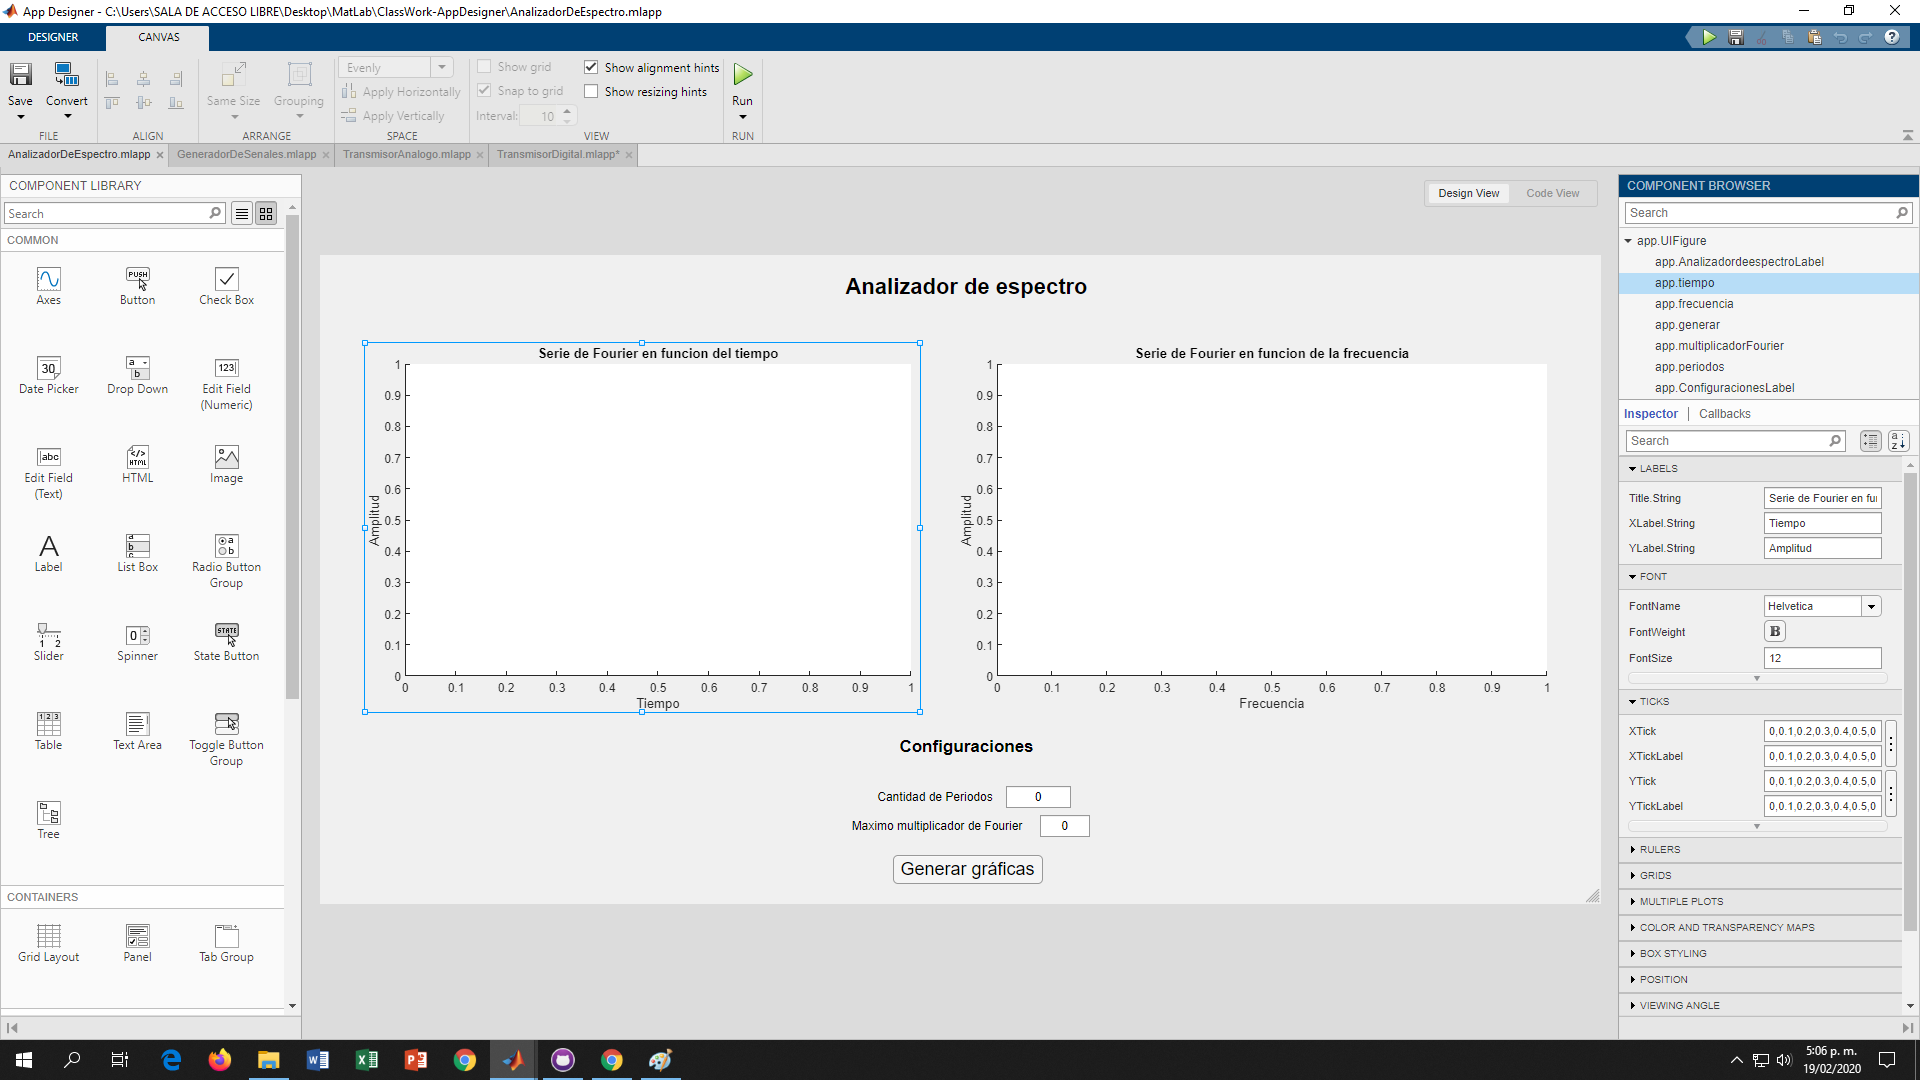 App Designer - C:\Users\SALA DE ACCESO LIBRE\Desktop\MatLab\ClassWork-AppDesigner\AnalizadorDeEspectro.mlapp
DESIGNER CANVAS
Save Convert
FILE
ALIGN
Same Size Grouping
ARRANGE
Evenly
Apply Horizontally
Apply Vertically
SPACE
Show grid
Snap to grid
Interval: 10
Show alignment hints
Show resizing hints
VIEW
Run
RUN
AnalizadorDeEspectro.mlapp × GeneradorDeSenales.mlapp × TransmisorAnalogo.mlapp × TransmisorDigital.mlapp* ×
COMPONENT LIBRARY
Search
COMMON
Axes
PUSH
Button
Check Box
30
Date Picker
a
b
Drop Down
123
Edit Field
(Numeric)
abc
Edit Field
(Text)
</>
HTML
HTML
Image
A
Label
a
b
c
List Box
a
b
Radio Button
Group
1 2
Slider
0
Spinner
STATE
State Button
1 2 3
Table
Text Area
Toggle Button
Group
Tree
CONTAINERS
Grid Layout
Panel
Tab Group
Design View Code View
Analizador de espectro
Serie de Fourier en funcion del tiempo
1
0.9
0.8
0.7
0.6
0.5
0.4
0.3
0.2
0.1
0
Amplitud
0 0.1 0.2 0.3 0.4 0.5 0.6 0.7 0.8 0.9 1
Tiempo
Serie de Fourier en funcion de la frecuencia
1
0.9
0.8
0.7
0.6
0.5
0.4
0.3
0.2
0.1
0
Amplitud
0 0.1 0.2 0.3 0.4 0.5 0.6 0.7 0.8 0.9 1
Frecuencia
Configuraciones
Cantidad de Periodos 0
Maximo multiplicador de Fourier 0
Generar gráficas
COMPONENT BROWSER
Search
app.UIFigure
app.AnalizadordeespectroLabel
app.tiempo
app.frecuencia
app.generar
app.multiplicadorFourier
app.periodos
app.ConfiguracionesLabel
Inspector | Callbacks
Search
LABELS
Title.String Serie de Fourier en fu
XLabel.String Tiempo
YLabel.String Amplitud
FONT
FontName Helvetica
FontWeight B
FontSize 12
TICKS
XTick 0,0.1,0.2,0.3,0.4,0.5,0
XTickLabel 0,0.1,0.2,0.3,0.4,0.5,0
YTick 0,0.1,0.2,0.3,0.4,0.5,0
YTickLabel 0,0.1,0.2,0.3,0.4,0.5,0
RULERS
GRIDS
MULTIPLE PLOTS
COLOR AND TRANSPARENCY MAPS
BOX STYLING
POSITION
VIEWING ANGLE
5:06 p. m.
19/02/2020